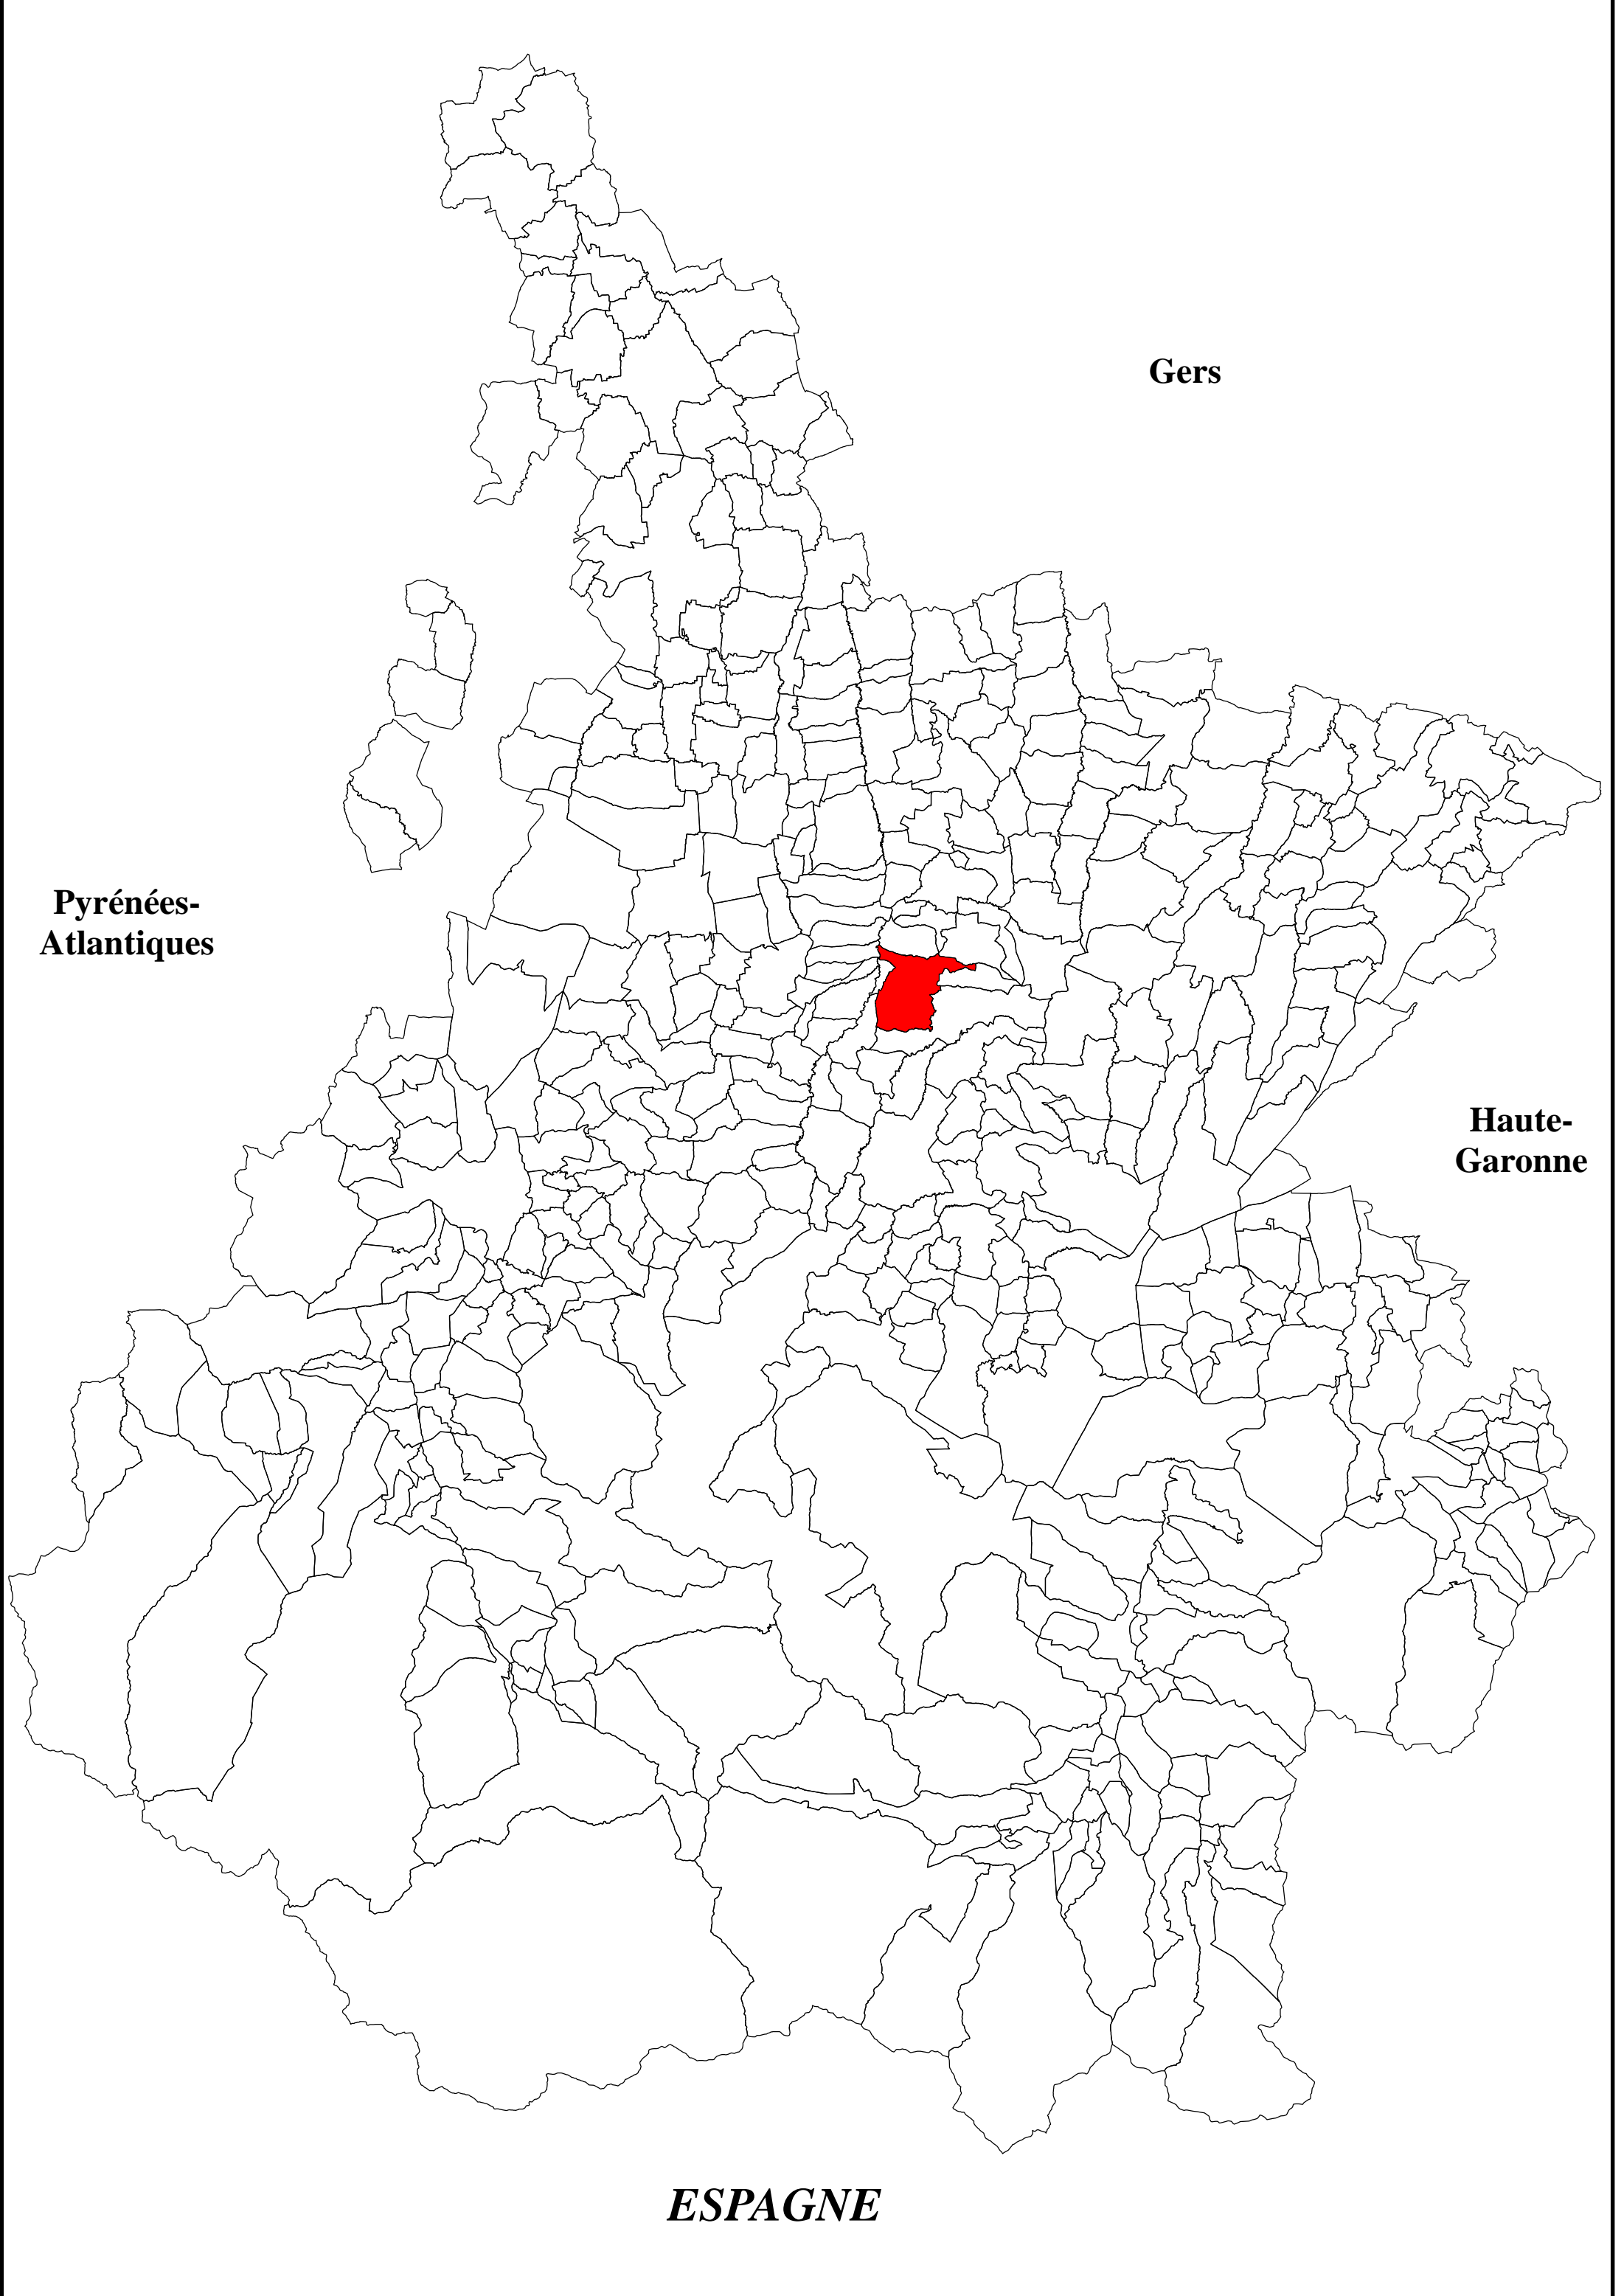 Gers
Pyrénées-
Atlantiques
Haute-
Garonne
ESPAGNE